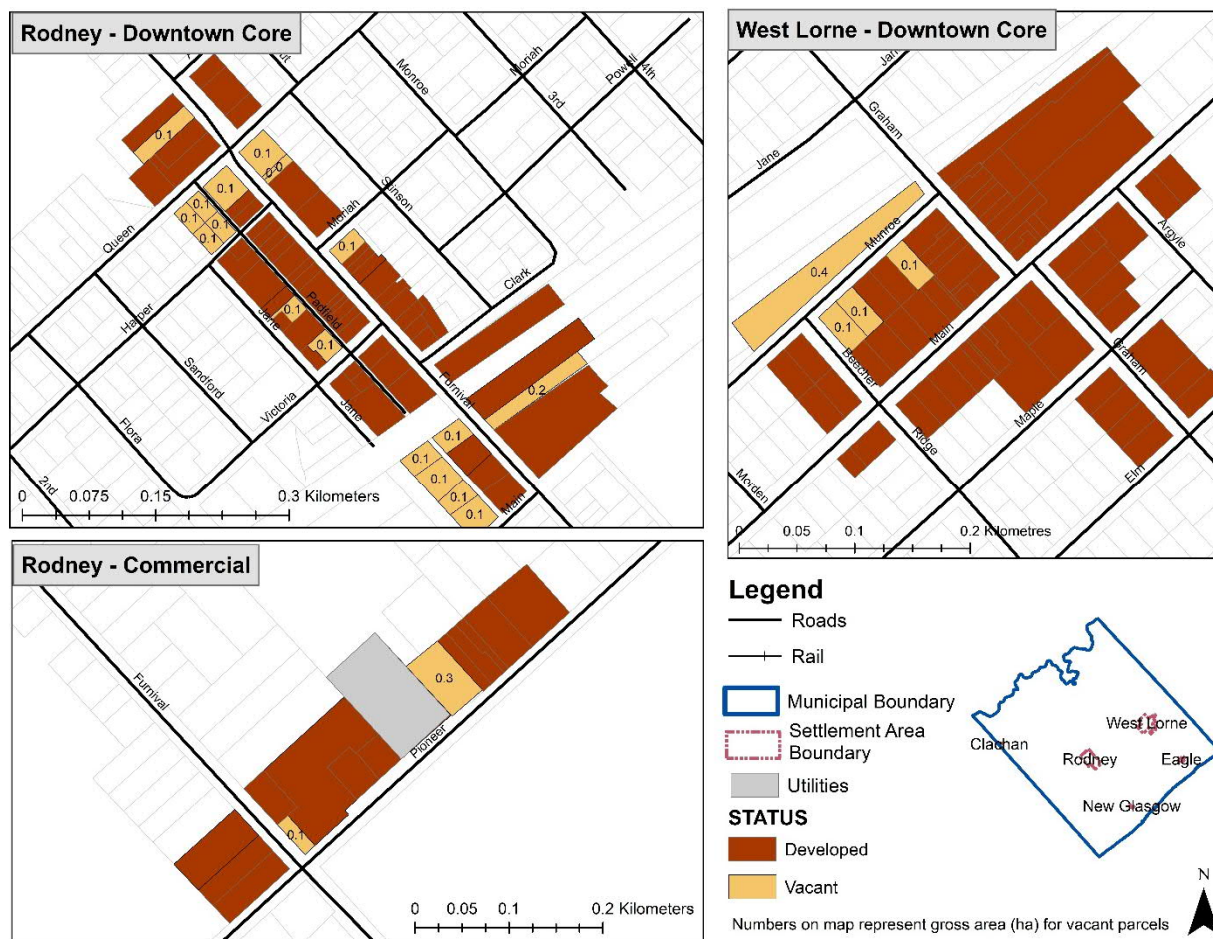 Rodney - Downtown Core
Monroe
Moriah
Powell
4th
3rd
0.1
0.1
0.1
0.1
0.1
0.1
0.1
0.1
Stinson
Moriah
0.1
Queen
Clark
Harper
Jane
Padfield
0.1
0.1
Sandford
Victoria
Jane
Furnival
0.2
Flora
2nd
0.1
0.1
0.1
0.1
0.1
Main
0 0.075 0.15 0.3 Kilometers
West Lorne - Downtown Core
Jane
Graham
Jane
Munroe
Argyle
0.4
0.1
0.1
0.1
Main
Beecher
Graham
Ridge
Maple
Elm
Morden
0 0.05 0.1 0.2 Kilometres
Rodney - Commercial
Furnival
0.3
Pioneer
0.1
0 0.05 0.1 0.2 Kilometers
Legend
Roads
Rail
Municipal Boundary
Settlement Area
Boundary
Utilities
STATUS
Developed
Vacant
Numbers on map represent gross area (ha) for vacant parcels
West Lorne
Clachan
Rodney
Eagle
New Glasgow
N